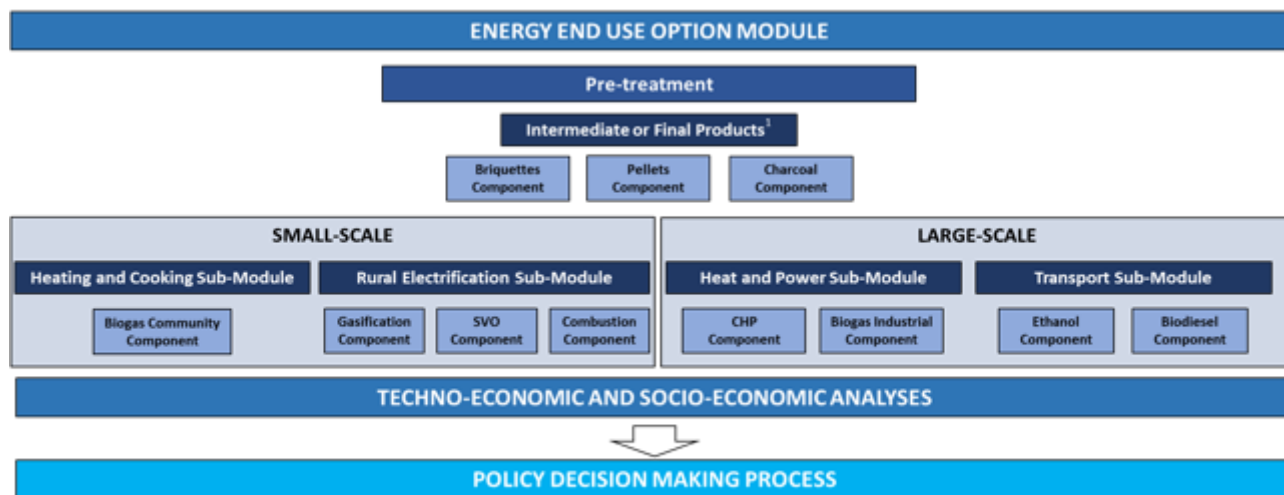 ENERGY END USE OPTION MODULE
Pre-treatment
Intermediate or Final Products¹
Briquettes
Component
Pellets
Component
Charcoal
Component
SMALL-SCALE
Heating and Cooking Sub-Module
Rural Electrification Sub-Module
Biogas Community
Component
Gasification
Component
SVO
Component
Combustion
Component
LARGE-SCALE
Heat and Power Sub-Module
Transport Sub-Module
CHP
Component
Biogas Industrial
Component
Ethanol
Component
Biodiesel
Component
TECHNO-ECONOMIC AND SOCIO-ECONOMIC ANALYSES
POLICY DECISION MAKING PROCESS